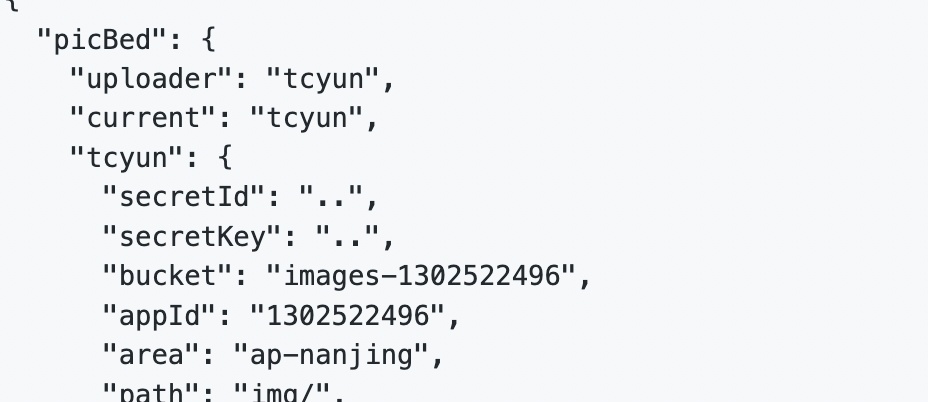 {
"picBed": {
"uploader": "tcyun",
"current": "tcyun",
"tcyun": {
"secretId": "..",
"secretKey": "..",
"bucket": "images-1302522496",
"appId": "1302522496",
"area": "ap-nanjing",
"path": "img/",